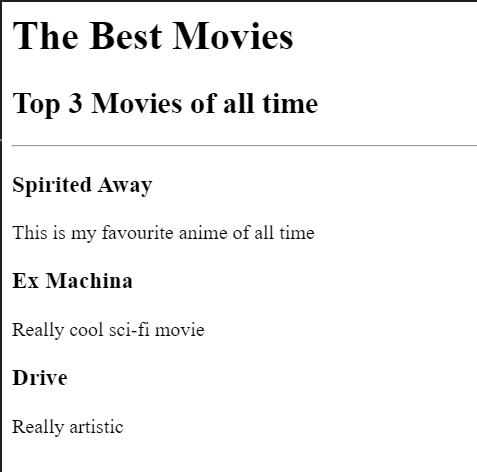 The Best Movies
Top 3 Movies of all time
Spirited Away
This is my favourite anime of all time
Ex Machina
Really cool sci-fi movie
Drive
Really artistic